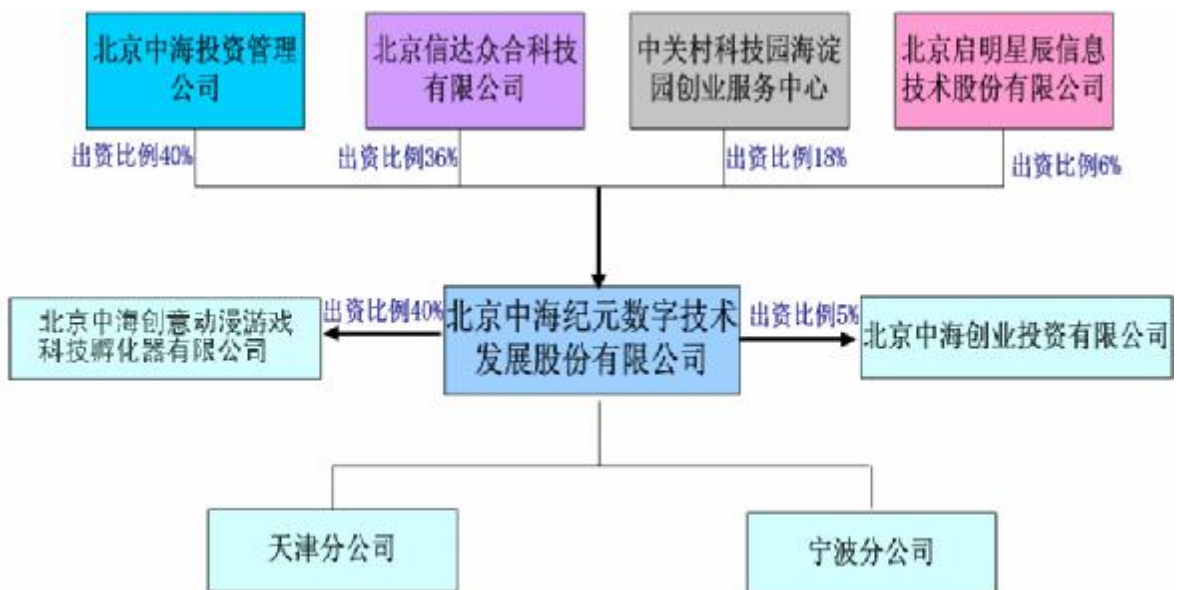 北京中海投资管理
公司
北京信达众合科技
有限公司
中关村科技园海淀
园创业服务中心
北京启明星辰信息
技术股份有限公司
出资比例40%
出资比例36%
出资比例18%
出资比例6%
北京中海创意动漫游戏
科技孵化器有限公司
出资比例40%
北京中海纪元数字技术
发展股份有限公司
出资比例5%
北京中海创业投资有限公司
天津分公司
宁波分公司